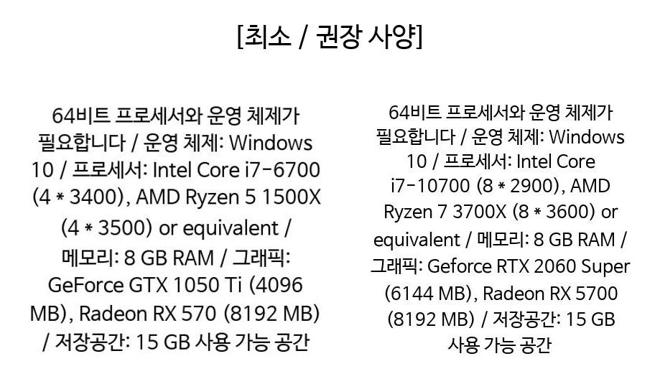 [최소 / 권장 사양]
64비트 프로세서와 운영 체제가
필요합니다 / 운영 체제: Windows
10 / 프로세서: Intel Core i7-6700
(4 * 3400), AMD Ryzen 5 1500X
(4 * 3500) or equivalent /
메모리: 8 GB RAM / 그래픽:
GeForce GTX 1050 Ti (4096
MB), Radeon RX 570 (8192 MB)
/ 저장공간: 15 GB 사용 가능 공간
64비트 프로세서와 운영 체제가
필요합니다 / 운영 체제: Windows
10 / 프로세서: Intel Core
i7-10700 (8 * 2900), AMD
Ryzen 7 3700X (8 * 3600) or
equivalent / 메모리: 8 GB RAM /
그래픽: Geforce RTX 2060 Super
(6144 MB), Radeon RX 5700
(8192 MB) / 저장공간: 15 GB
사용 가능 공간